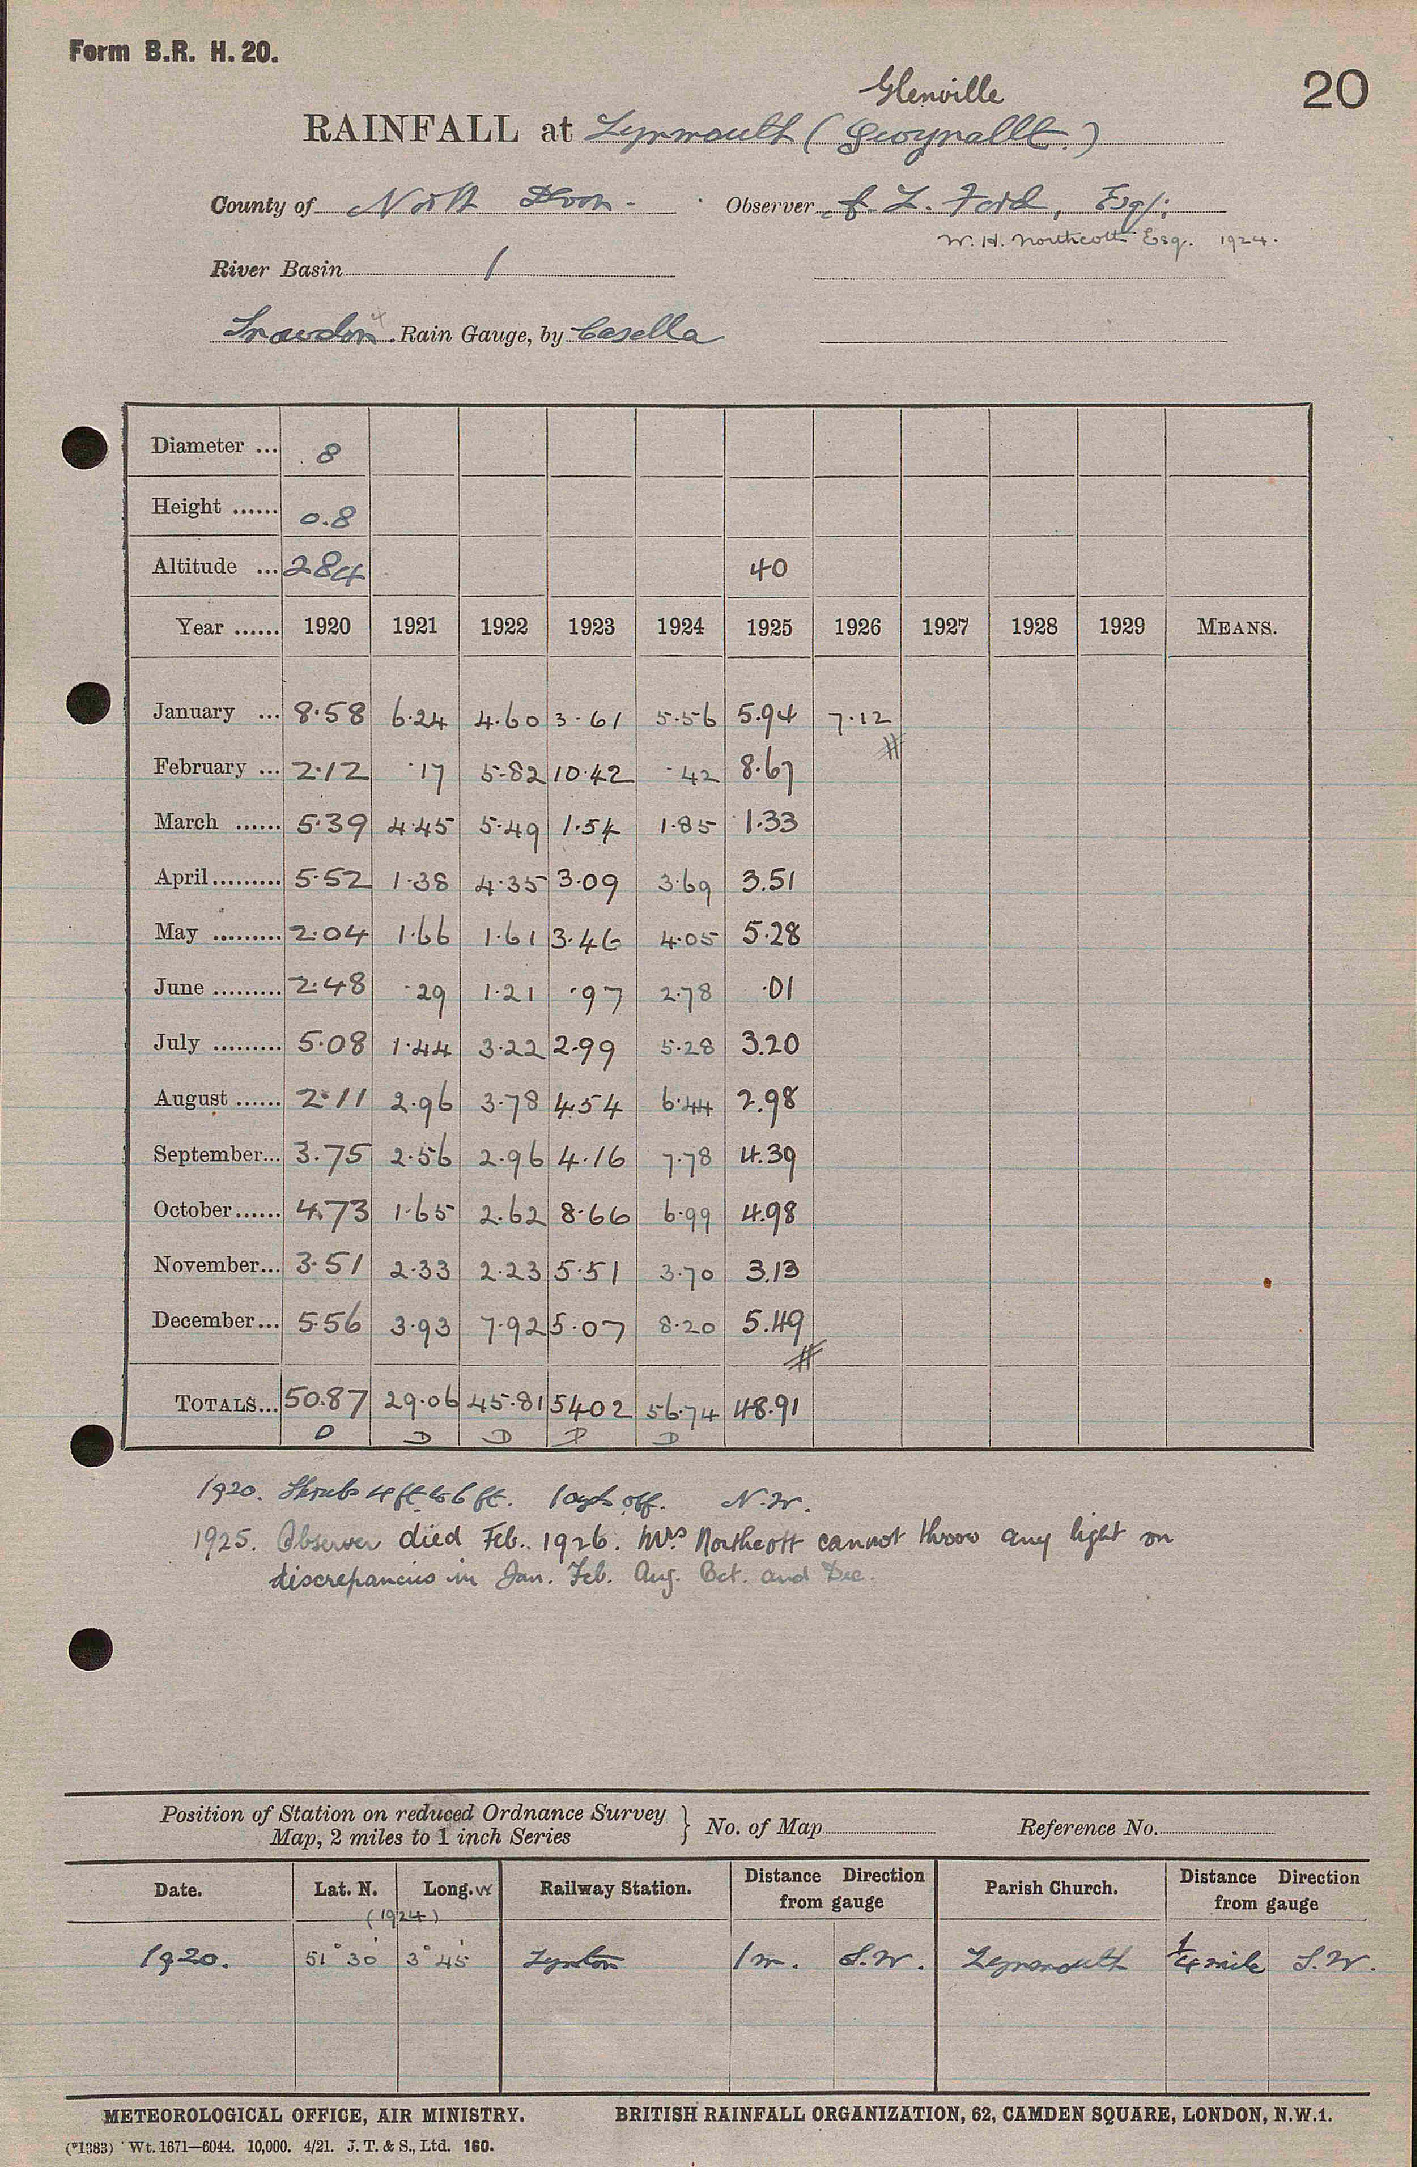 Form B.R. H. 20.
20
Glenville
RAINFALL at Lynmouth (Gwynallt.)
County of North Devon - Observer L. Ford, Esq;
W. H. Northcott Esq. 1924.
River Basin 1
Snowdon Rain Gauge, by Casella
Diameter ... 8
Height ...... 0.8
Altitude ... 284 40
Year ...... 1920 1921 1922 1923 1924 1925 1926 1927 1928 1929 MEANS.
January ... 8.58 6.24 4.60 3.61 5.56 5.94 7.12
February ... 2.12 .17 5.82 10.42 .42 8.67
March ...... 5.39 4.45 5.49 1.54 1.85 1.33
April ......... 5.52 1.38 4.35 3.09 3.69 3.51
May ......... 2.04 1.66 1.61 3.46 4.05 5.28
June ......... 2.48 .29 1.21 .97 2.78 .01
July ......... 5.08 1.44 3.22 2.99 5.28 3.20
August ...... 2.11 2.96 3.78 4.54 6.44 2.98
September... 3.75 2.56 2.96 4.16 7.78 4.39
October ...... 4.73 1.65 2.62 8.66 6.99 4.98
November... 3.51 2.33 2.23 5.51 3.70 3.13
December... 5.56 3.93 7.92 5.07 8.20 5.49
TOTALS... 50.87 29.06 45.81 5402 56.74 48.91
D D D D D
1920. Shrubs 4 ft to 6 ft. off. N.W.
1925. Observer died Feb. 1926. Mrs Northcott cannot throw any light on
discrepancies in Jan. Feb. Aug. Oct. and Dec.
Position of Station on reduced Ordnance Survey
Map, 2 miles to 1 inch Series } No. of Map Reference No.
Date. Lat. N. Long. W Railway Station. Distance Direction from gauge Parish Church. Distance Direction from gauge
(1924)
1920. 51° 30' 3° 45' Lynton 1 m. S.W. Lynmouth 1/4 mile S.W.
METEOROLOGICAL OFFICE, AIR MINISTRY. BRITISH RAINFALL ORGANIZATION, 62, CAMDEN SQUARE, LONDON, N.W.1.
(*1383) Wt. 1671—6044. 10,000. 4/21. J. T. & S., Ltd. 160.